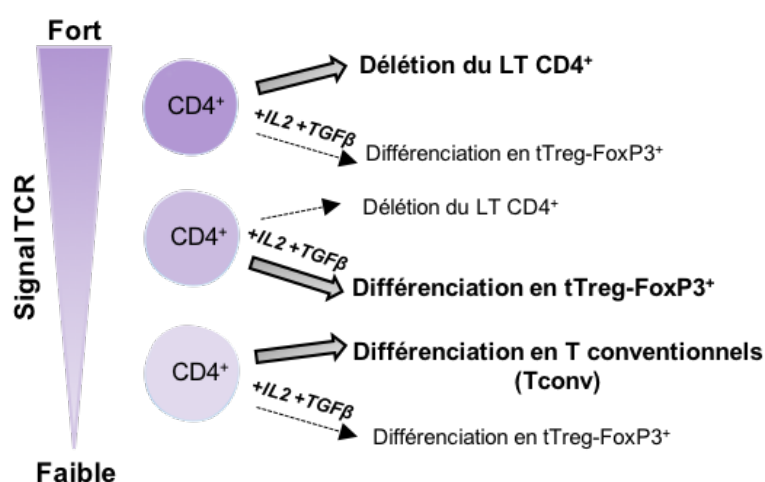 Fort
Signal TCR
Faible
CD4⁺
Délétion du LT CD4⁺
+IL2 +TGFβ
Différenciation en tTreg-FoxP3⁺
CD4⁺
Délétion du LT CD4⁺
+IL2 +TGFβ
Différenciation en tTreg-FoxP3⁺
CD4⁺
Différenciation en T conventionnels
(Tconv)
+IL2 +TGFβ
Différenciation en tTreg-FoxP3⁺